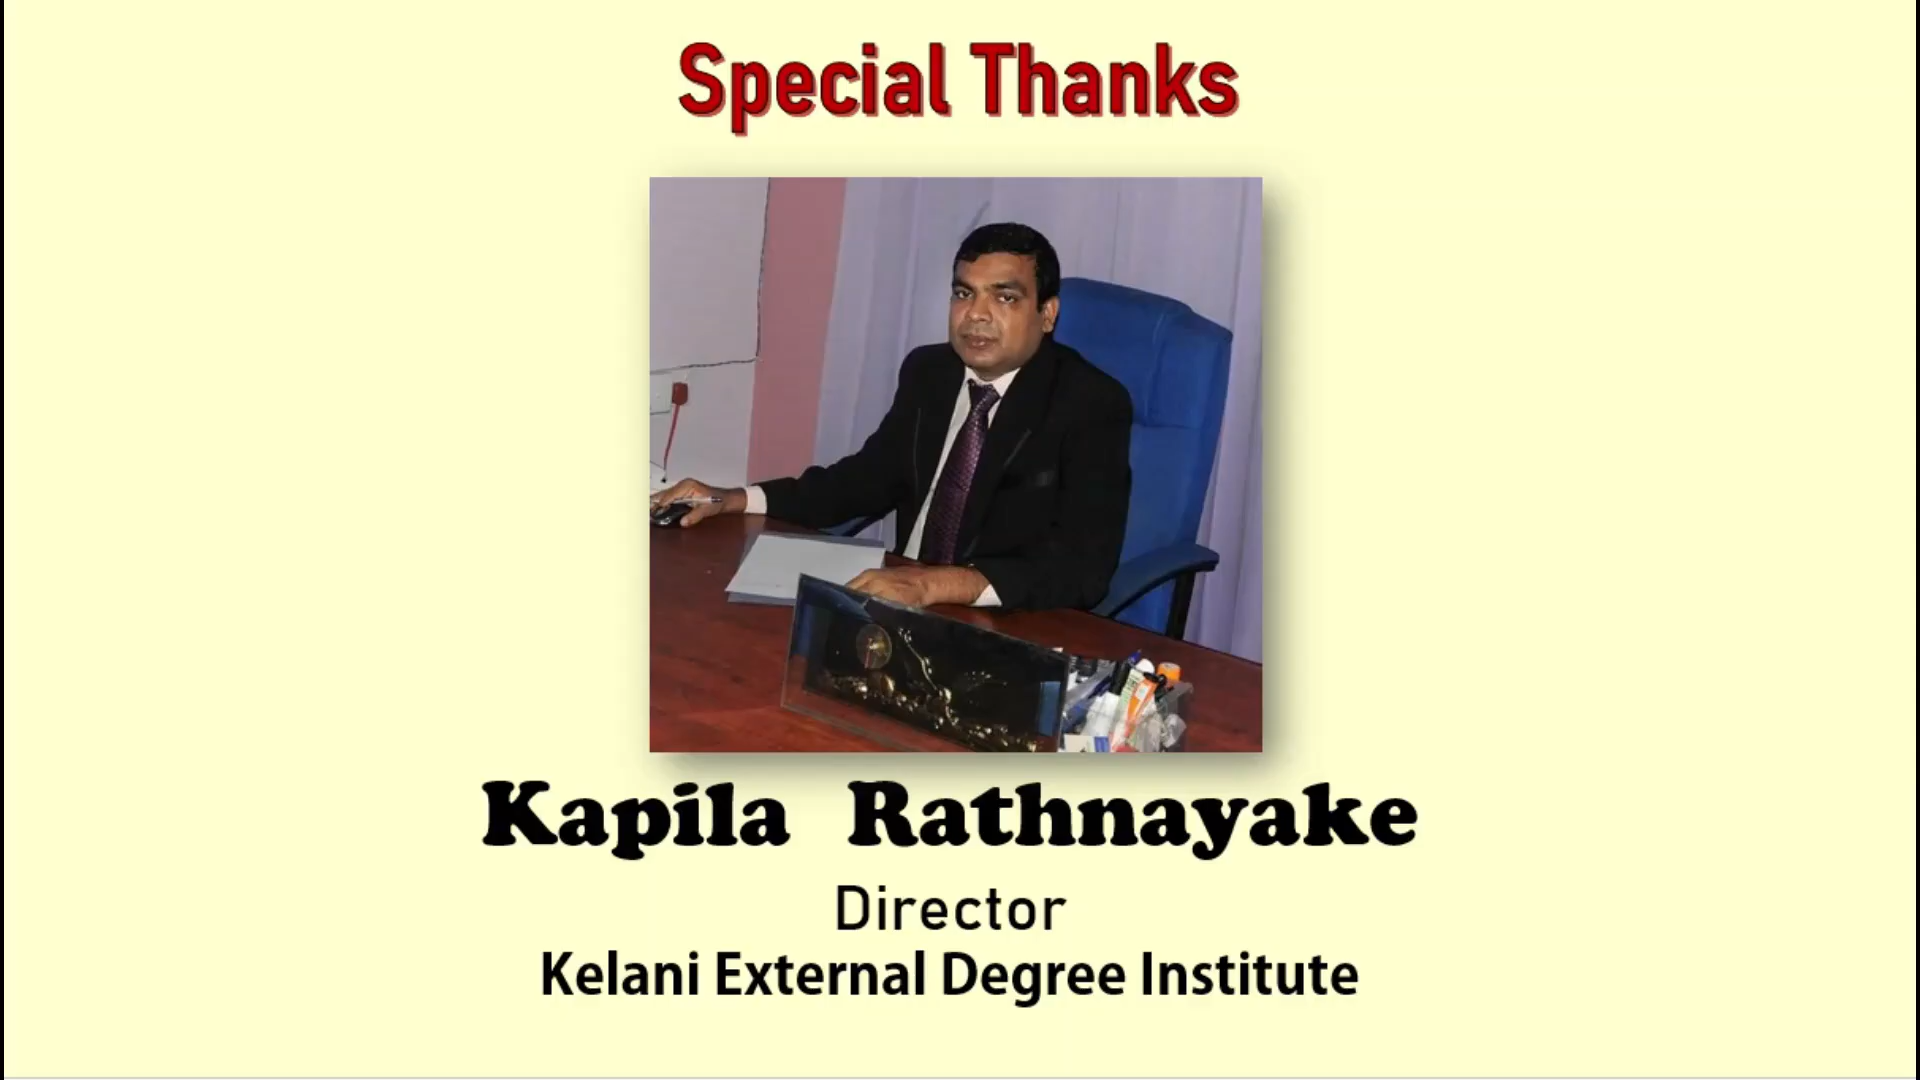 Special Thanks
Kapila Rathnayake
Director
Kelani External Degree Institute